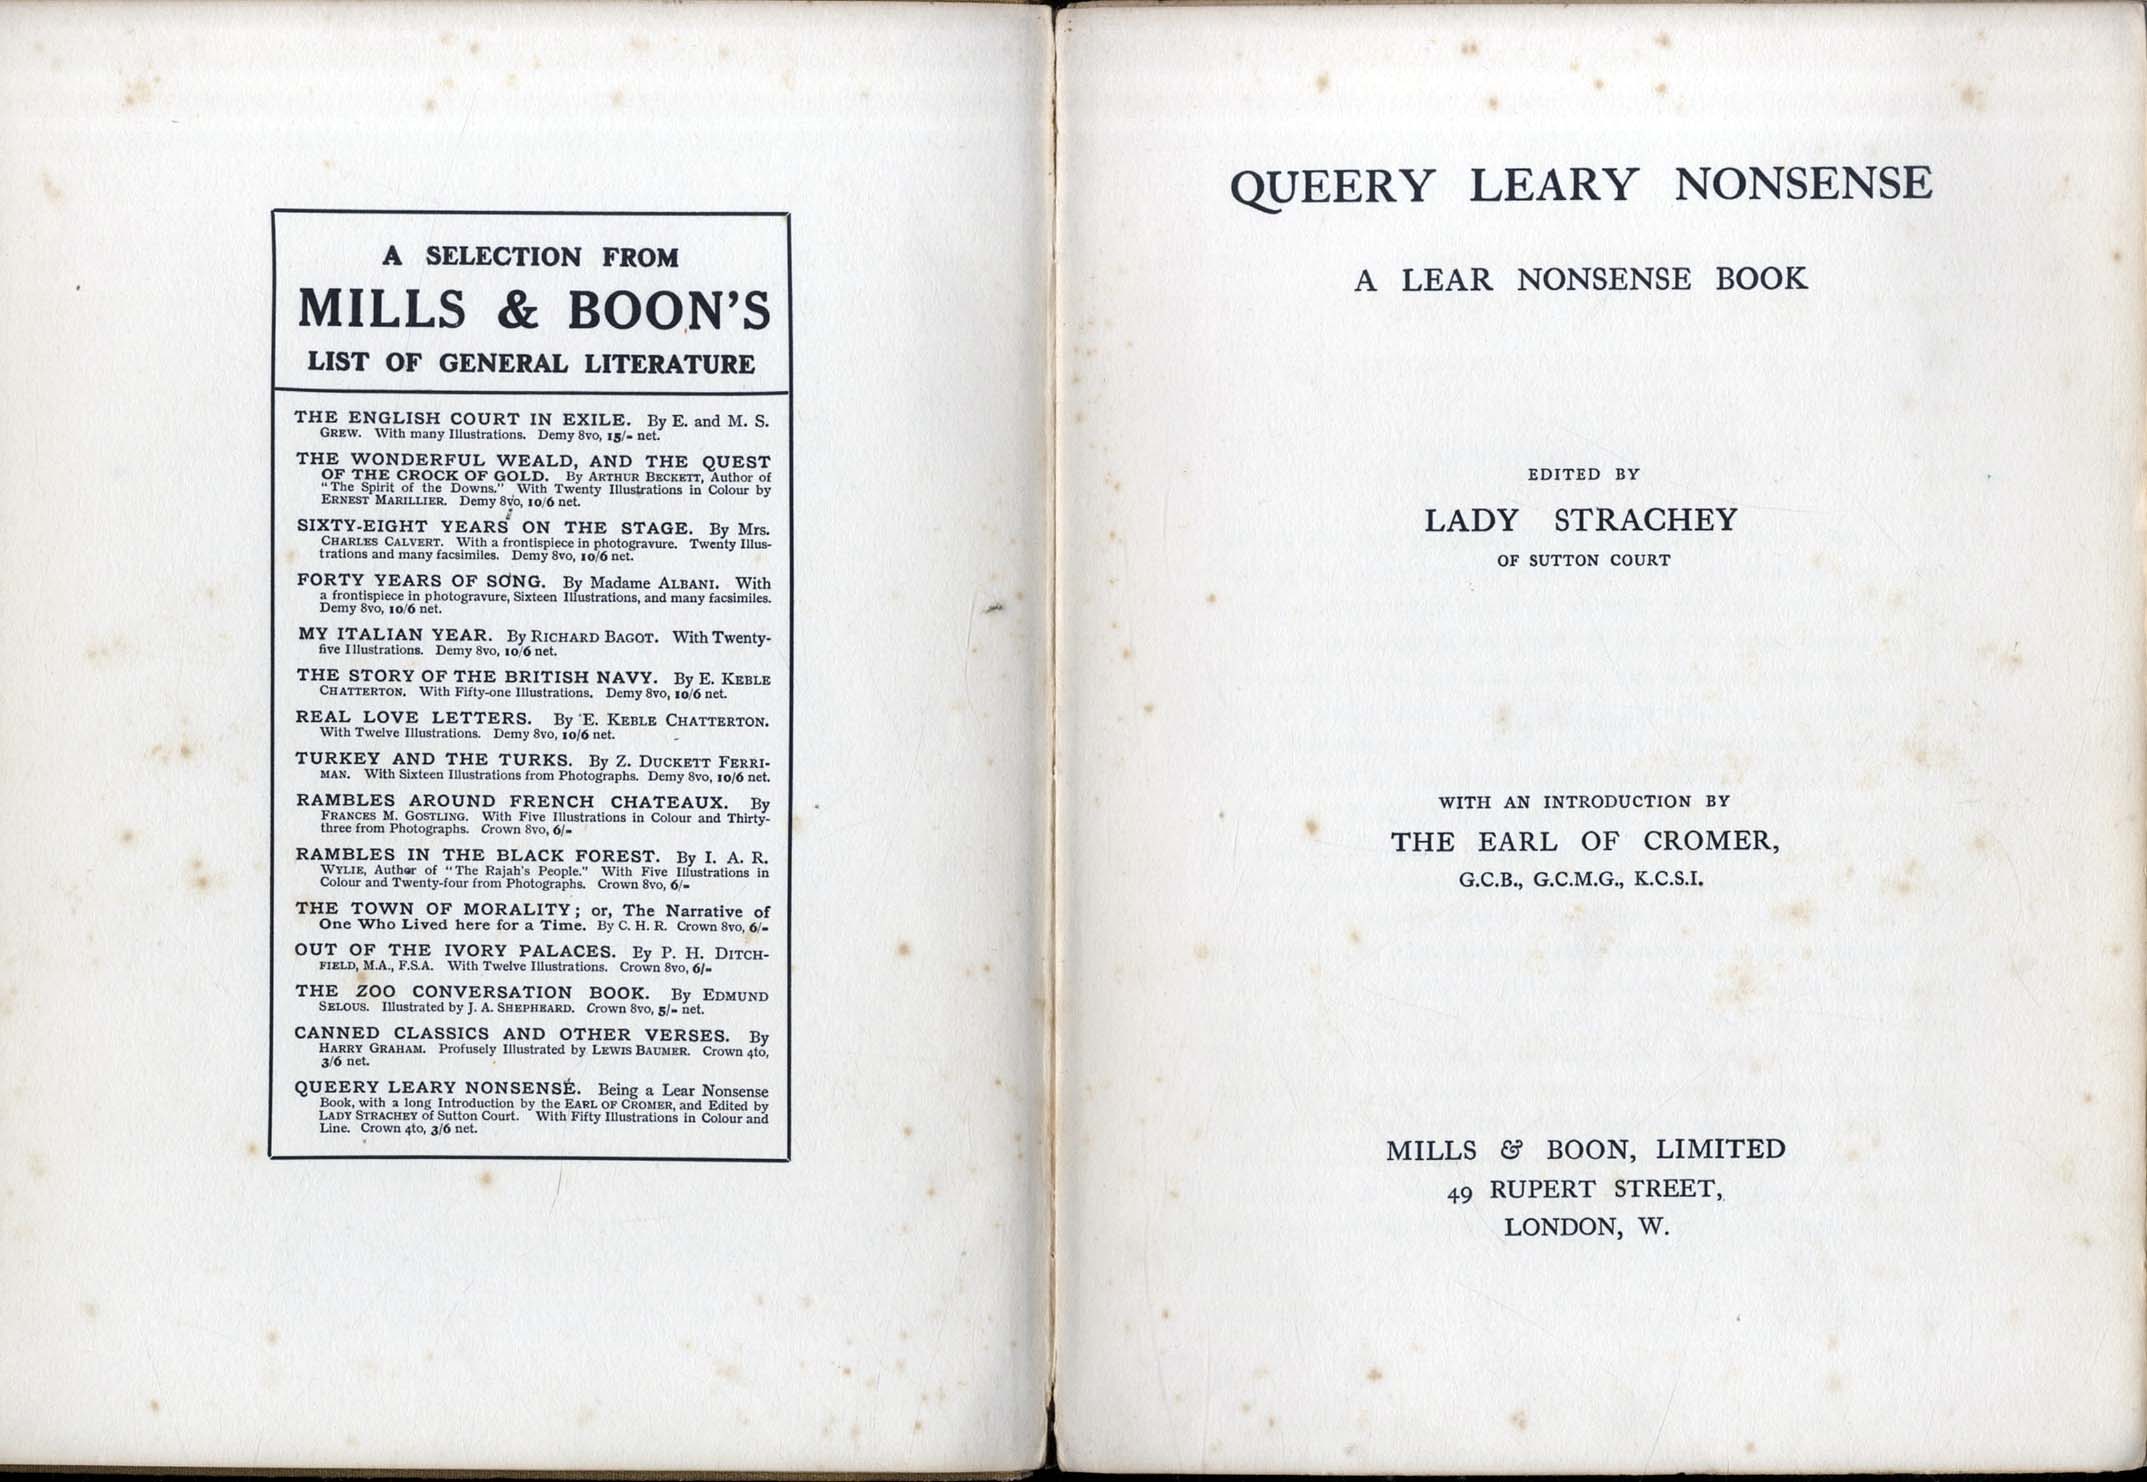 A SELECTION FROM
MILLS & BOON'S
LIST OF GENERAL LITERATURE
THE ENGLISH COURT IN EXILE. By E. and M. S.
GREW. With many Illustrations. Demy 8vo, 15/- net.
THE WONDERFUL WEALD, AND THE QUEST
OF THE CROCK OF GOLD. By ARTHUR BECKETT, Author of
"The Spirit of the Downs." With Twenty Illustrations in Colour by
ERNEST MARILLIER. Demy 8vo, 10/6 net.
SIXTY-EIGHT YEARS ON THE STAGE. By Mrs.
CHARLES CALVERT. With a frontispiece in photogravure. Twenty Illus-
trations and many facsimiles. Demy 8vo, 10/6 net.
FORTY YEARS OF SONG. By Madame ALBANI. With
a frontispiece in photogravure, Sixteen Illustrations, and many facsimiles.
Demy 8vo, 10/6 net.
MY ITALIAN YEAR. By RICHARD BAGOT. With Twenty-
five Illustrations. Demy 8vo, 10/6 net.
THE STORY OF THE BRITISH NAVY. By E. KEBLE
CHATTERTON. With Fifty-one Illustrations. Demy 8vo, 10/6 net.
REAL LOVE LETTERS. By E. KEBLE CHATTERTON.
With Twelve Illustrations. Demy 8vo, 10/6 net.
TURKEY AND THE TURKS. By Z. DUCKETT FERRI-
MAN. With Sixteen Illustrations from Photographs. Demy 8vo, 10/6 net.
RAMBLES AROUND FRENCH CHATEAUX. By
FRANCES M. GOSTLING. With Five Illustrations in Colour and Thirty-
three from Photographs. Crown 8vo, 6/-
RAMBLES IN THE BLACK FOREST. By I. A. R.
WYLIE, Author of "The Rajah's People." With Five Illustrations in
Colour and Twenty-four from Photographs. Crown 8vo, 6/-
THE TOWN OF MORALITY; or, The Narrative of
One Who Lived here for a Time. By C. H. R. Crown 8vo, 6/-
OUT OF THE IVORY PALACES. By P. H. DITCH-
FIELD, M.A., F.S.A. With Twelve Illustrations. Crown 8vo, 6/-
THE ZOO CONVERSATION BOOK. By EDMUND
SELOUS. Illustrated by J. A. SHEPHEARD. Crown 8vo, 5/- net.
CANNED CLASSICS AND OTHER VERSES. By
HARRY GRAHAM. Profusely Illustrated by LEWIS BAUMER. Crown 4to,
3/6 net.
QUEERY LEARY NONSENSE. Being a Lear Nonsense
Book, with a long Introduction by the EARL OF CROMER, and Edited by
LADY STRACHEY of Sutton Court. With Fifty Illustrations in Colour and
Line. Crown 4to, 3/6 net.
QUEERY LEARY NONSENSE
A LEAR NONSENSE BOOK
EDITED BY
LADY STRACHEY
OF SUTTON COURT
WITH AN INTRODUCTION BY
THE EARL OF CROMER,
G.C.B., G.C.M.G., K.C.S.I.
MILLS & BOON, LIMITED
49 RUPERT STREET,
LONDON, W.